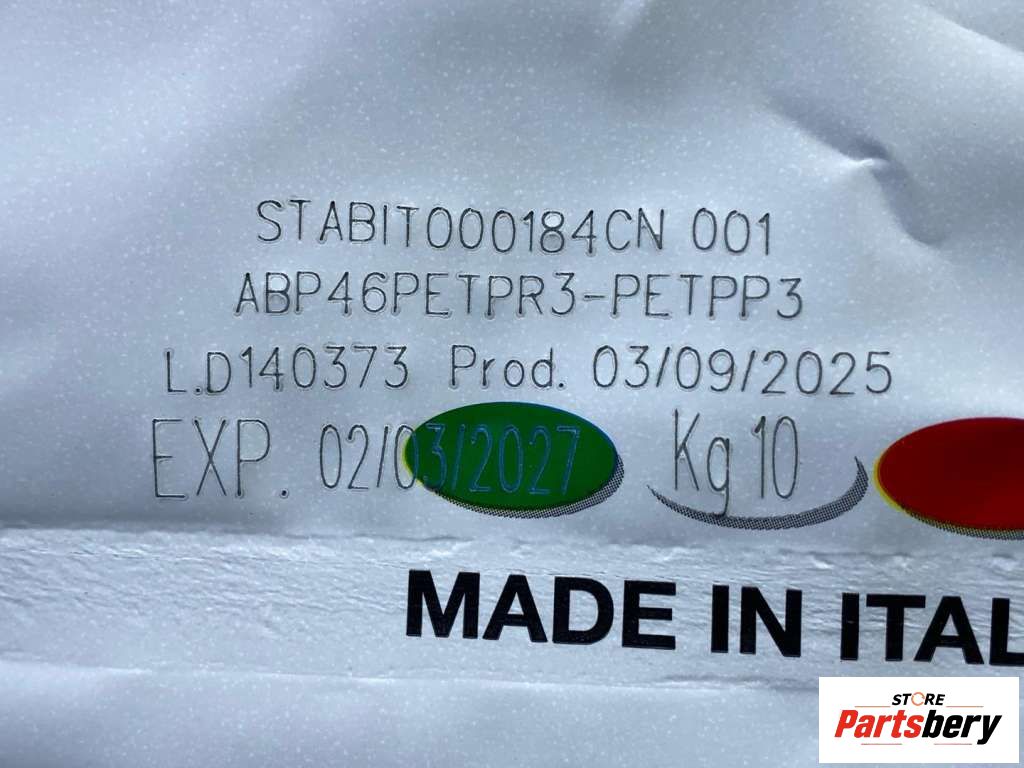 STABIT000184CN 001
ABP46PETPR3-PETPP3
L.D140373 Prod. 03/09/2025
EXP. 02/03/2027 Kg 10
MADE IN ITAL
STORE
Partsbery